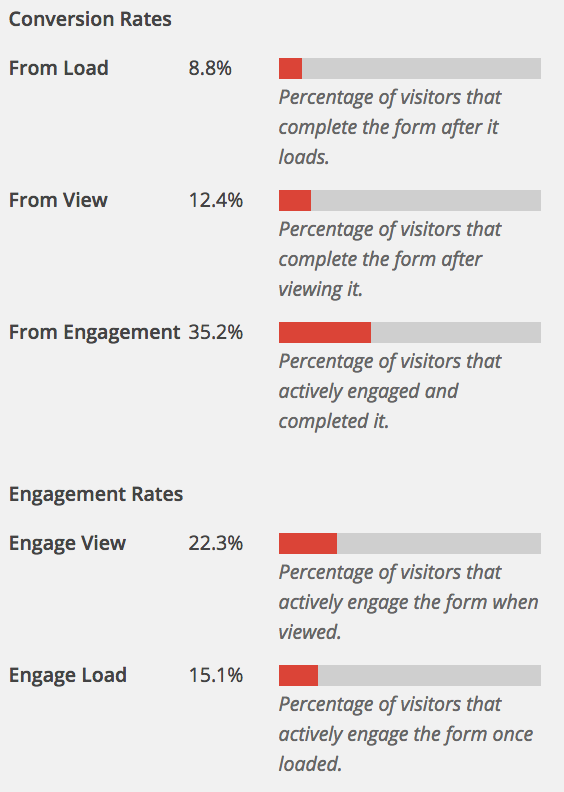 Conversion Rates
From Load 8.8%
Percentage of visitors that
complete the form after it
loads.
From View 12.4%
Percentage of visitors that
complete the form after
viewing it.
From Engagement 35.2%
Percentage of visitors that
actively engaged and
completed it.
Engagement Rates
Engage View 22.3%
Percentage of visitors that
actively engage the form when
viewed.
Engage Load 15.1%
Percentage of visitors that
actively engage the form once
loaded.